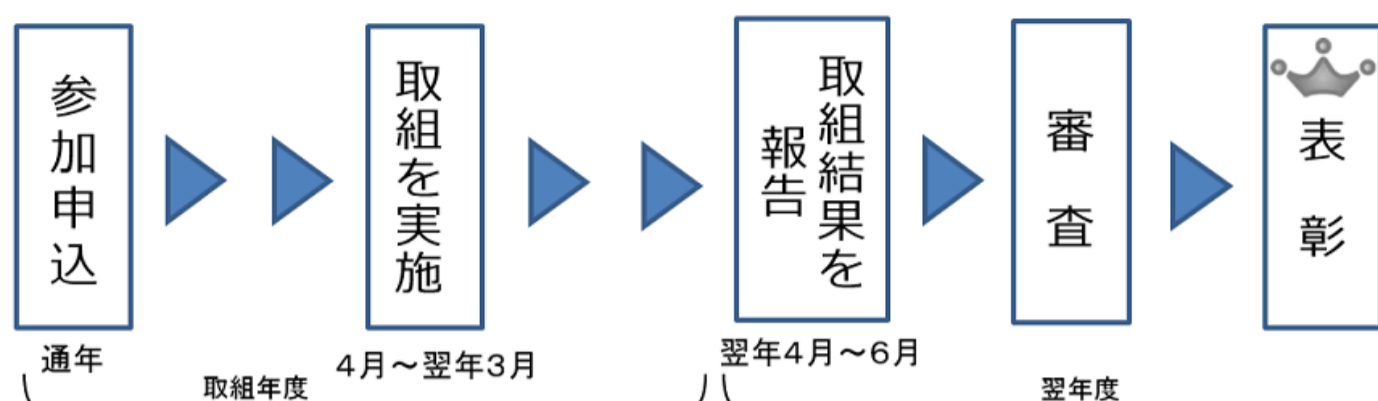 参加申込
取組を実施
取組結果を
報告
審査
表彰
通年
4月～翌年3月
翌年4月～6月
取組年度
翌年度